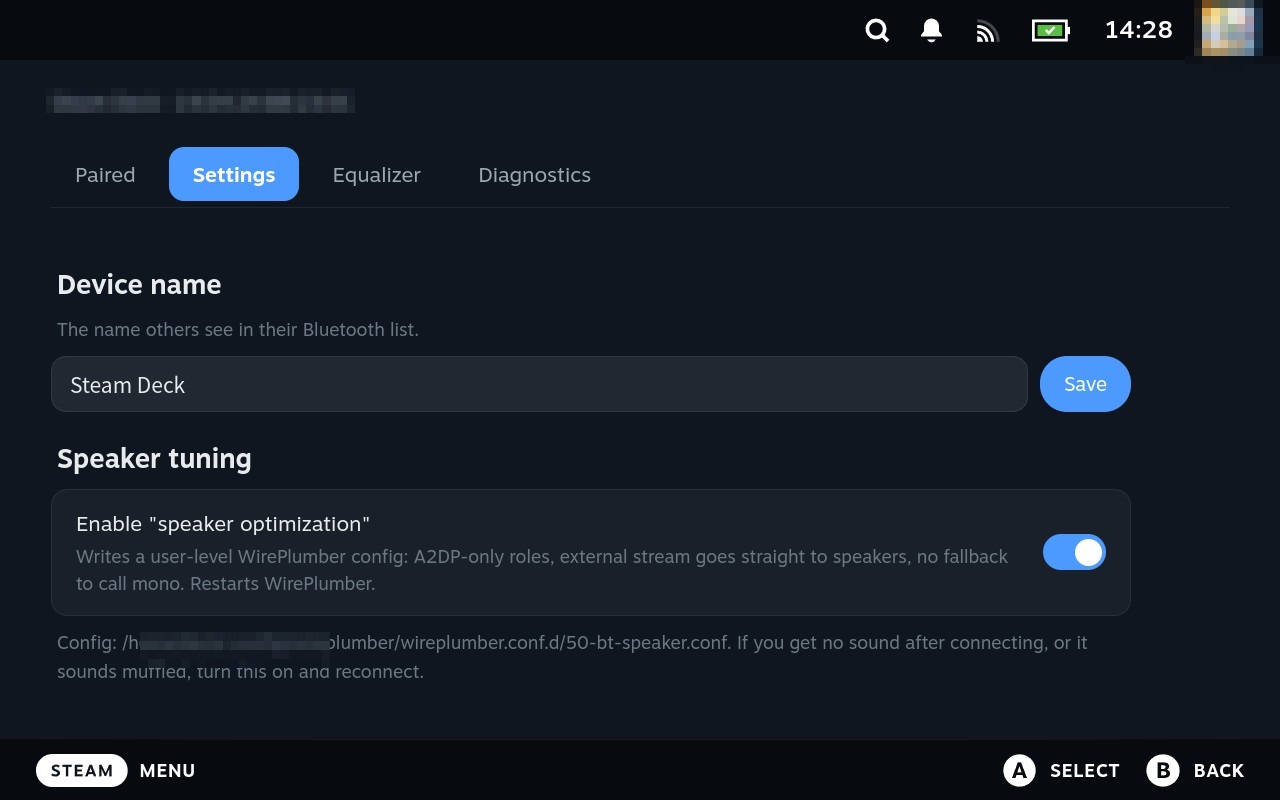 14:28
Paired Settings Equalizer Diagnostics
Device name
The name others see in their Bluetooth list.
Steam Deck Save
Speaker tuning
Enable "speaker optimization"
Writes a user-level WirePlumber config: A2DP-only roles, external stream goes straight to speakers, no fallback
to call mono. Restarts WirePlumber.
Config: /h plumber/wireplumber.conf.d/50-bt-speaker.conf. If you get no sound after connecting, or it
sounds muffled, turn this on and reconnect.
STEAM MENU A SELECT B BACK